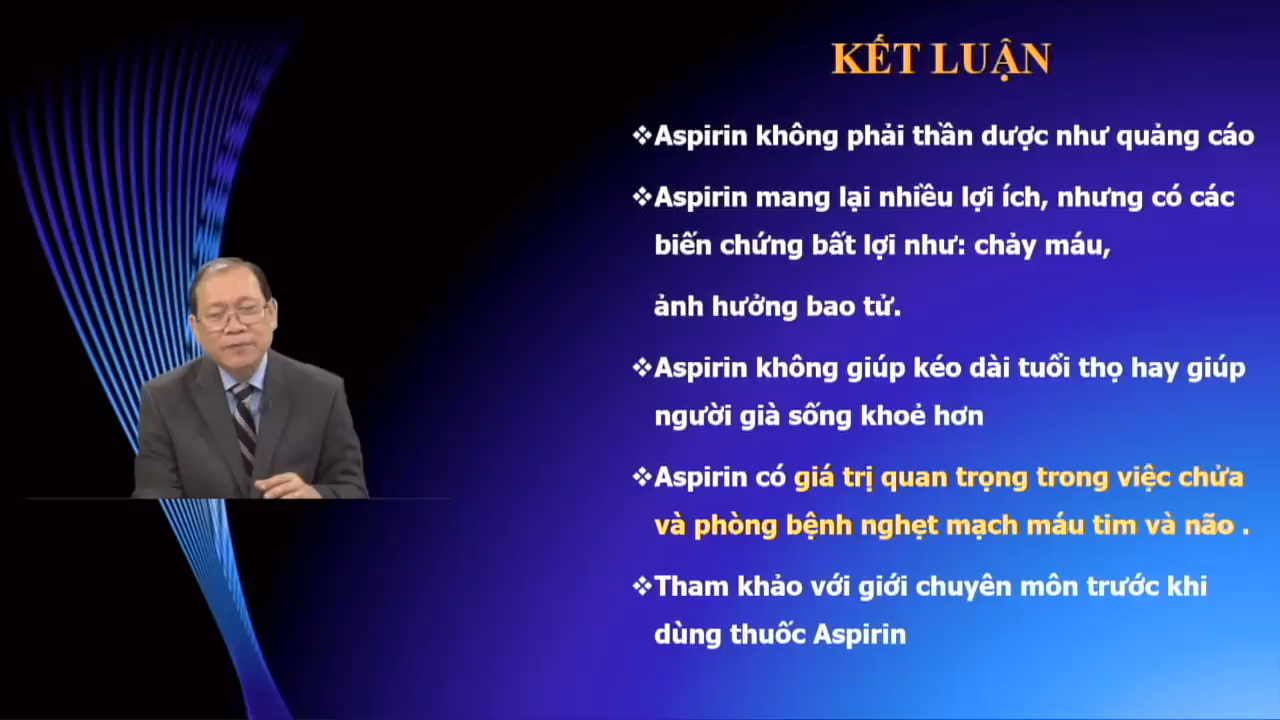 KẾT LUẬN
❖Aspirin không phải thần dược như quảng cáo
❖Aspirin mang lại nhiều lợi ích, nhưng có các
biến chứng bất lợi như: chảy máu,
ảnh hưởng bao tử.
❖Aspirin không giúp kéo dài tuổi thọ hay giúp
người già sống khoẻ hơn
❖Aspirin có giá trị quan trọng trong việc chửa
và phòng bệnh nghẹt mạch máu tim và não .
❖Tham khảo với giới chuyên môn trước khi
dùng thuốc Aspirin